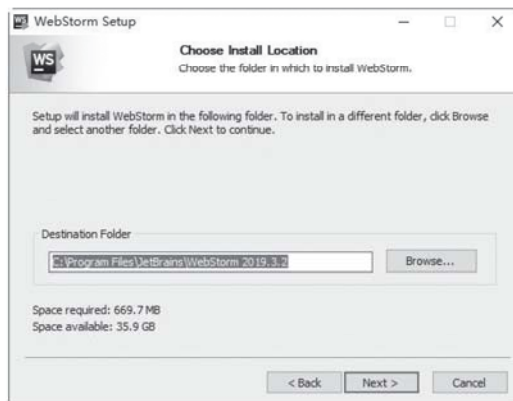 WebStorm Setup
WS
Choose Install Location
Choose the folder in which to install WebStorm.
Setup will install WebStorm in the following folder. To install in a different folder, click Browse
and select another folder. Click Next to continue.
Destination Folder
C:\Program Files\JetBrains\WebStorm 2019.3.2
Browse...
Space required: 669.7 MB
Space available: 35.9 GB
< Back
Next >
Cancel